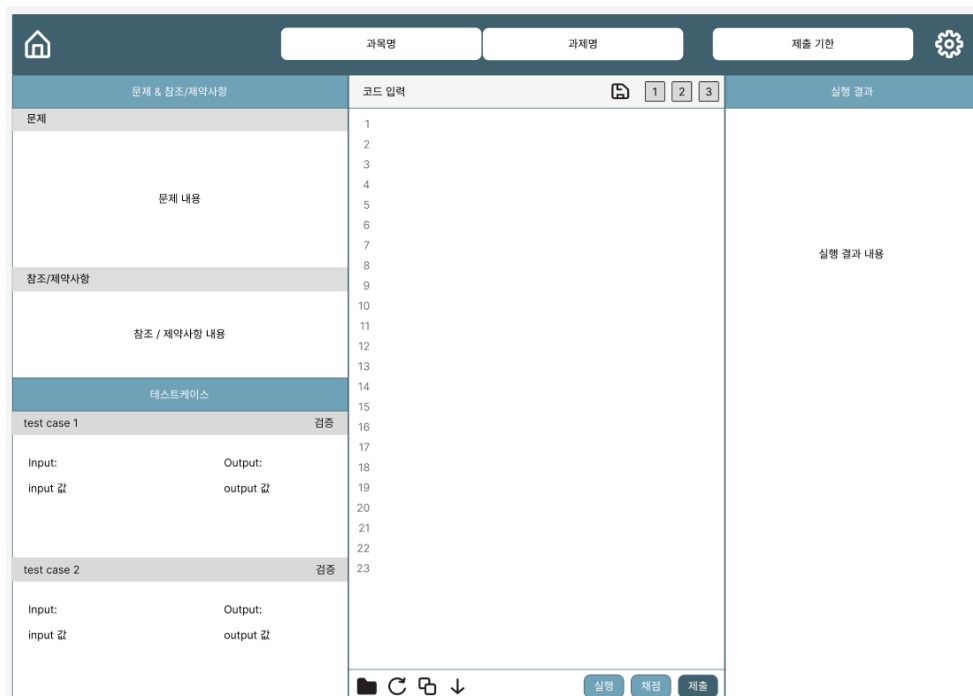 과목명
과제명
제출 기한
문제 & 참조/제약사항
문제
문제 내용
참조/제약사항
참조 / 제약사항 내용
테스트케이스
test case 1 검증
Input: Output:
input 값 output 값
test case 2 검증
Input: Output:
input 값 output 값
코드 입력 1 2 3
1
2
3
4
5
6
7
8
9
10
11
12
13
14
15
16
17
18
19
20
21
22
23
실행 채점 제출
실행 결과
실행 결과 내용